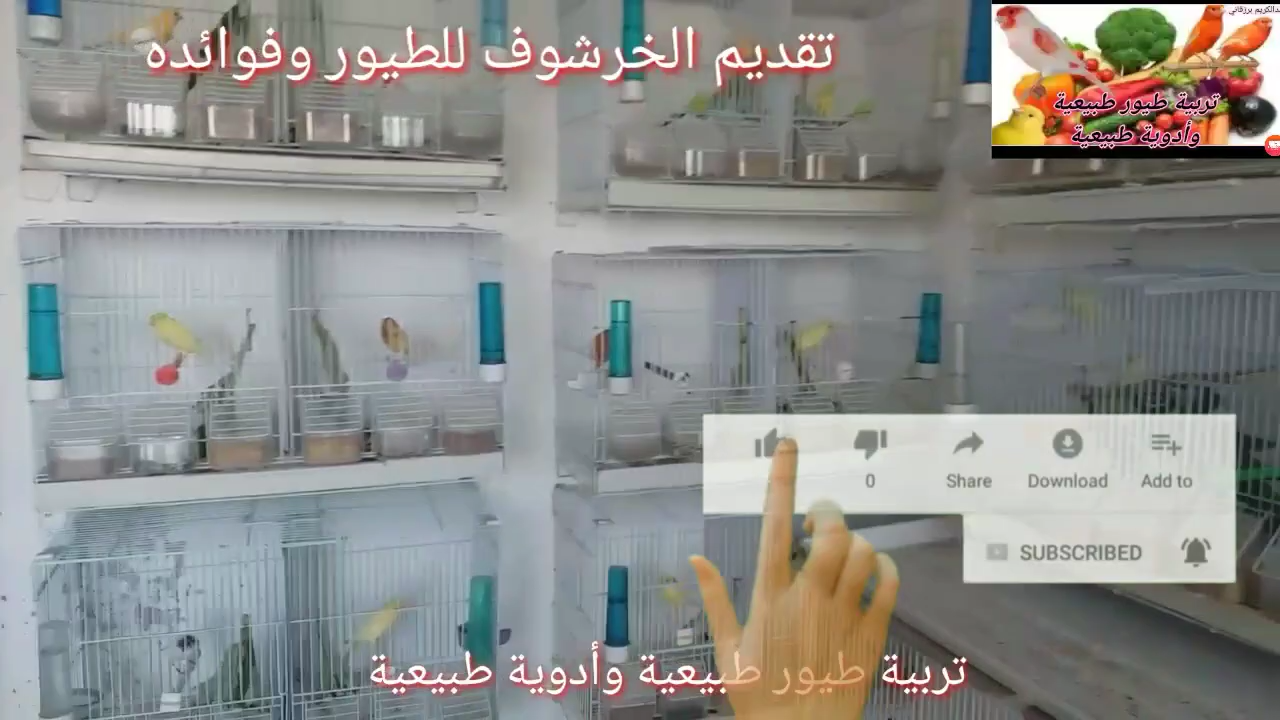 تقديم الخرشوف للطيور وفوائده
تربية طيور طبيعية
وأدوية طبيعية
0
Share
Download
Add to
SUBSCRIBED
تربية طيور طبيعية وأدوية طبيعية